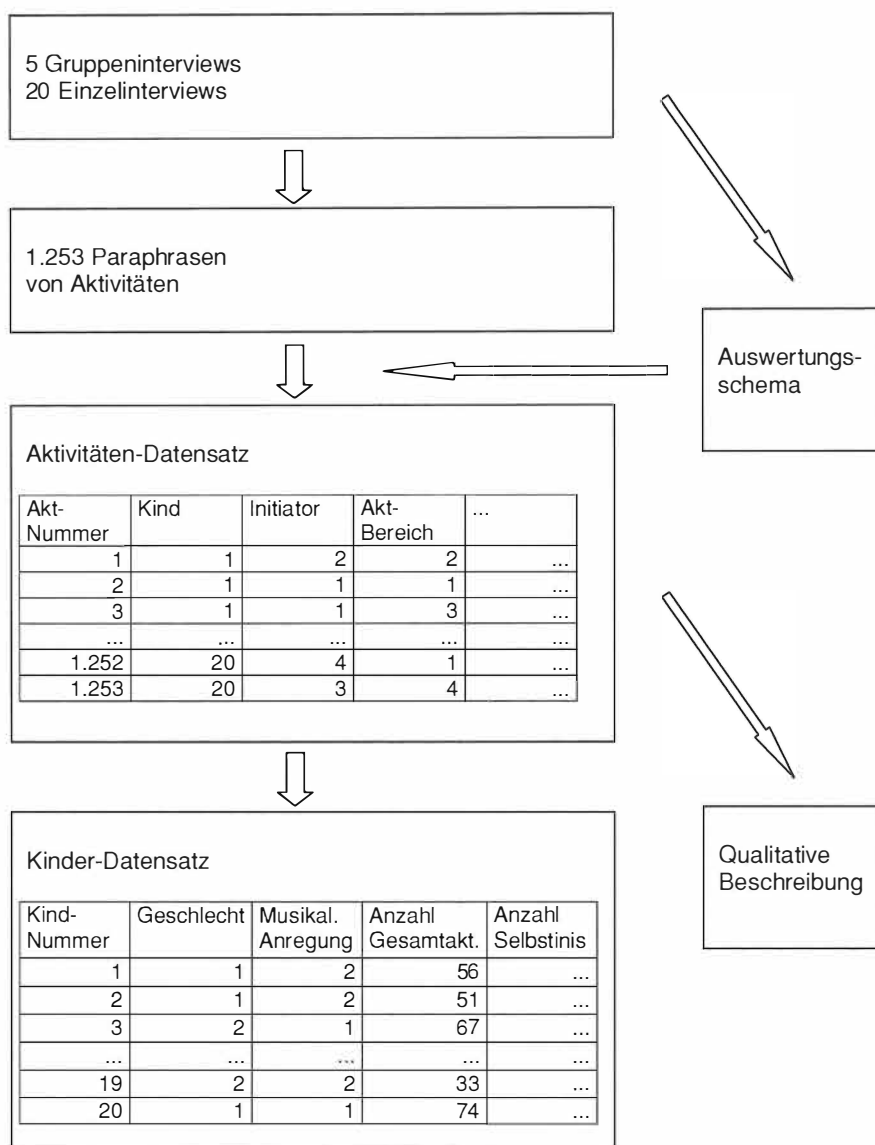 5 Gruppeninterviews
20 Einzelinterviews
1.253 Paraphrasen
von Aktivitäten
Auswertungs-
schema
Aktivitäten-Datensatz
Akt- Kind Initiator Akt- ...
Nummer Bereich
1 1 2 2 ...
2 1 1 1 ...
3 1 1 3 ...
... ... ... ... ...
1.252 20 4 1 ...
1.253 20 3 4 ...
Kinder-Datensatz
Kind- Geschlecht Musikal. Anzahl Anzahl
Nummer Anregung Gesamtakt. Selbstinis
1 1 2 56 ...
2 1 2 51 ...
3 2 1 67 ...
... ... ... ... ...
19 2 2 33 ...
20 1 1 74 ...
Qualitative
Beschreibung